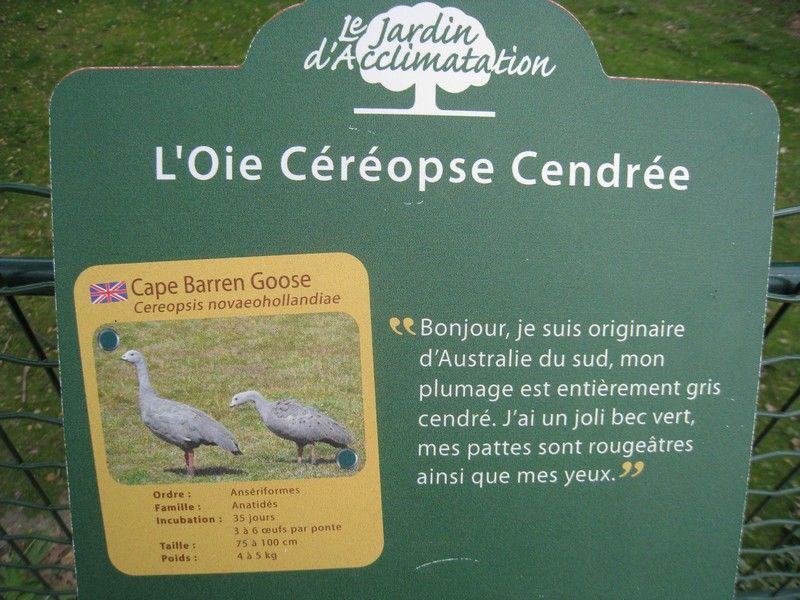 Le Jardin
d'Acclimatation
L'Oie Céréopse Cendrée
Cape Barren Goose
Cereopsis novaeohollandiae
Ordre : Ansériformes
Famille : Anatidés
Incubation : 35 jours
3 à 6 œufs par ponte
Taille : 75 à 100 cm
Poids : 4 à 5 kg
“Bonjour, je suis originaire
d’Australie du sud, mon
plumage est entièrement gris
cendré. J’ai un joli bec vert,
mes pattes sont rougeâtres
ainsi que mes yeux.”